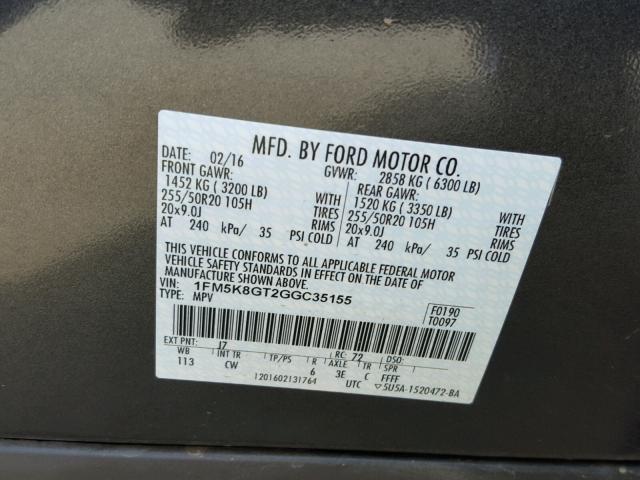 MFD. BY FORD MOTOR CO.
DATE: 02/16 GVWR: 2858 KG ( 6300 LB)
FRONT GAWR: REAR GAWR:
1452 KG ( 3200 LB) 1520 KG ( 3350 LB)
255/50R20 105H WITH TIRES 255/50R20 105H WITH TIRES
20x9.0J RIMS 20x9.0J RIMS
AT 240 kPa/ 35 PSI COLD AT 240 kPa/ 35 PSI COLD
THIS VEHICLE CONFORMS TO ALL APPLICABLE FEDERAL MOTOR
VEHICLE SAFETY STANDARDS IN EFFECT ON THE DATE OF
MANUFACTURE SHOWN ABOVE.
VIN: 1FM5K8GT2GGC35155 F0190
TYPE: MPV T0097
EXT PNT: J7 RC: 72 DSO:
WB INT TR TP/PS R AXLE TR SPR
113 CW 6 3E C FFFF
1201602131764 UTC ▽5U5A-1520472-BA